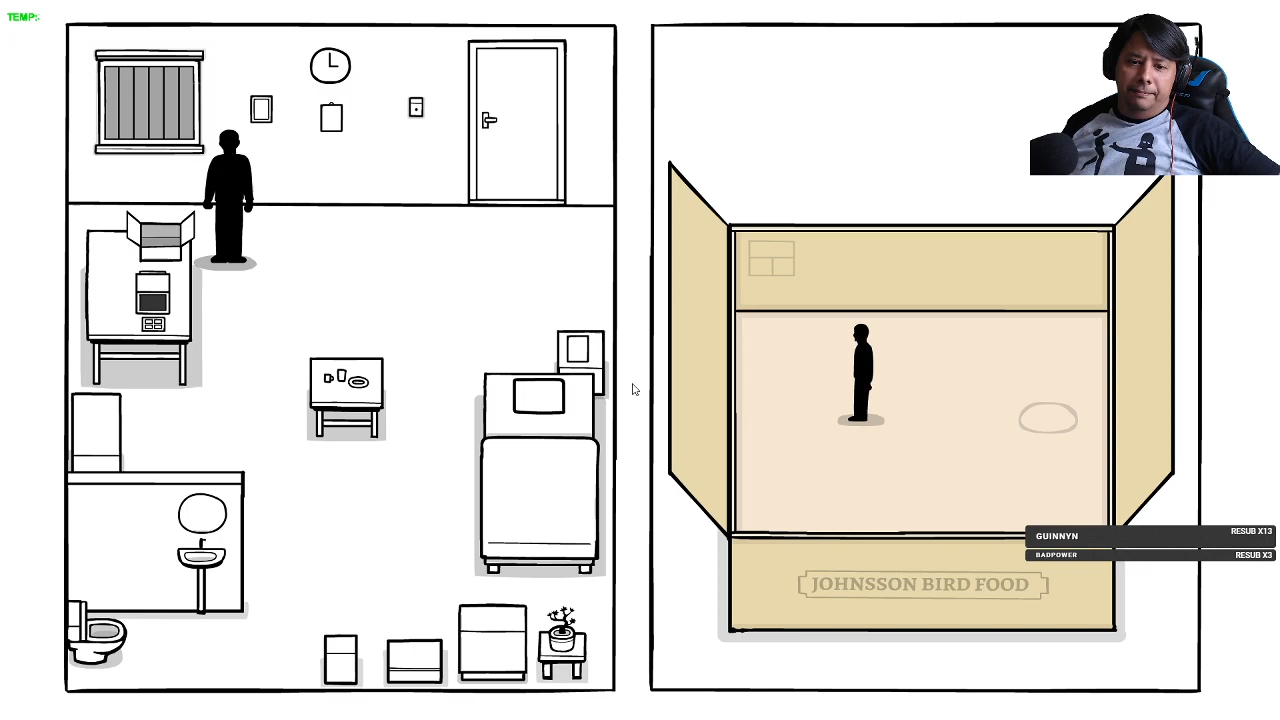 TEMP:
JOHNSSON BIRD FOOD
GUINNYN RESUB X13
BADPOWER RESUB X3